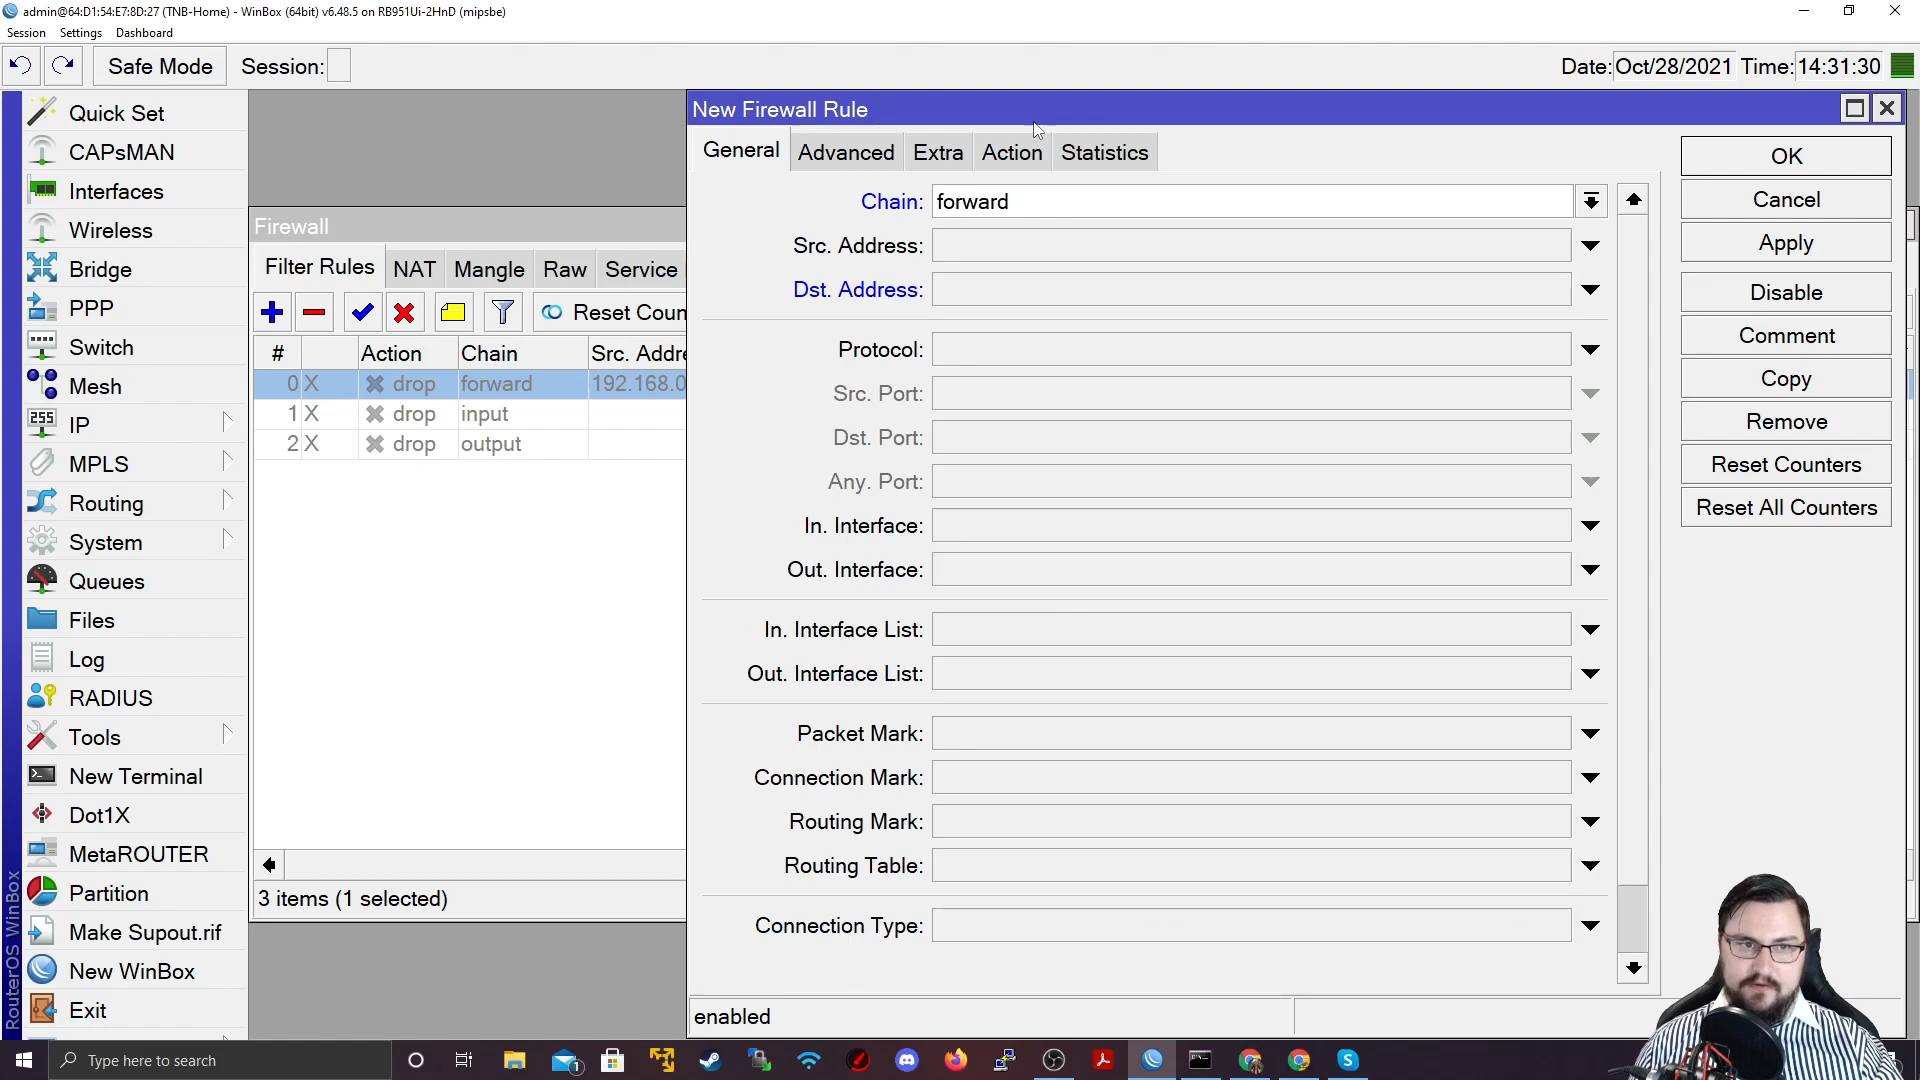 admin@64:D1:54:E7:8D:27 (TNB-Home) - WinBox (64bit) v6.48.5 on RB951Ui-2HnD (mipsbe)
Session Settings Dashboard
Safe Mode Session: Date: Oct/28/2021 Time: 14:31:30
Quick Set
CAPsMAN
Interfaces
Wireless
Bridge
PPP
Switch
Mesh
255 IP
MPLS
Routing
System
Queues
Files
Log
RADIUS
Tools
New Terminal
Dot1X
MetaROUTER
Partition
Make Supout.rif
New WinBox
Exit
RouterOS WinBox
Firewall
Filter Rules NAT Mangle Raw Service
Reset Coun
# Action Chain Src. Addre
0 X drop forward 192.168.0
1 X drop input
2 X drop output
3 items (1 selected)
New Firewall Rule
General Advanced Extra Action Statistics
Chain: forward
Src. Address:
Dst. Address:
Protocol:
Src. Port:
Dst. Port:
Any. Port:
In. Interface:
Out. Interface:
In. Interface List:
Out. Interface List:
Packet Mark:
Connection Mark:
Routing Mark:
Routing Table:
Connection Type:
enabled
OK
Cancel
Apply
Disable
Comment
Copy
Remove
Reset Counters
Reset All Counters
Type here to search
1